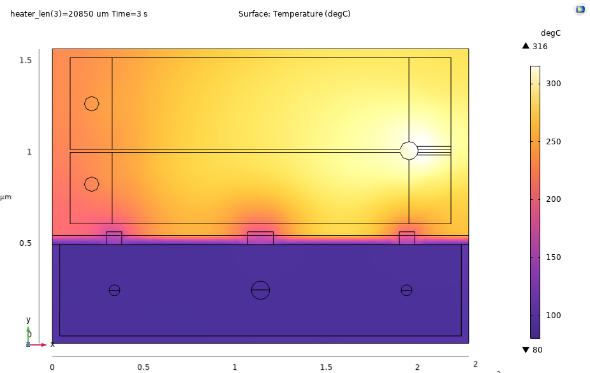 heater_len(3)=20850 um Time=3 s Surface: Temperature (degC)
degC
▲ 316
1.5
300
250
1
200
μm
0.5
150
100
y
x
▼ 80
0 0.5 1 1.5 2 2